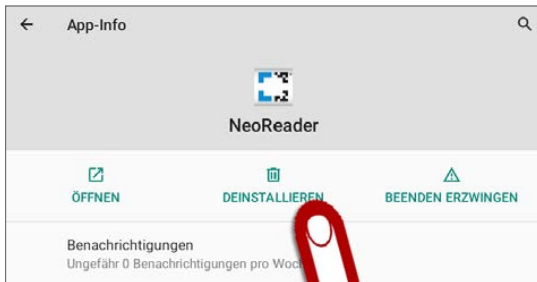 App-Info
NeoReader
ÖFFNEN DEINSTALLIEREN BEENDEN ERZWINGEN
Benachrichtigungen
Ungefähr 0 Benachrichtigungen pro